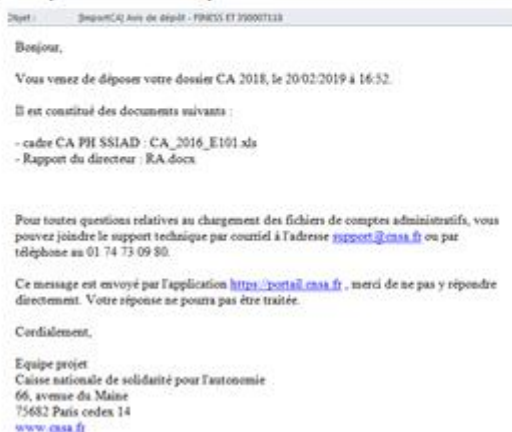 Objet : [ImportCA] Avis de dépôt - FINESS ET 350007118
Bonjour,
Vous venez de déposer votre dossier CA 2018, le 20/02/2019 à 16:52.
Il est constitué des documents suivants :
- cadre CA PH SSIAD : CA_2016_E101.xls
- Rapport du directeur : RA.docx
Pour toutes questions relatives au chargement des fichiers de comptes administratifs, vous
pouvez joindre le support technique par courriel à l'adresse support@cnsa.fr ou par
téléphone au 01 74 73 09 80.
Ce message est envoyé par l'application https://portail.cnsa.fr , merci de ne pas y répondre
directement. Votre réponse ne pourra pas être traitée.
Cordialement,
Equipe projet
Caisse nationale de solidarité pour l'autonomie
66, avenue du Maine
75682 Paris cedex 14
www.cnsa.fr